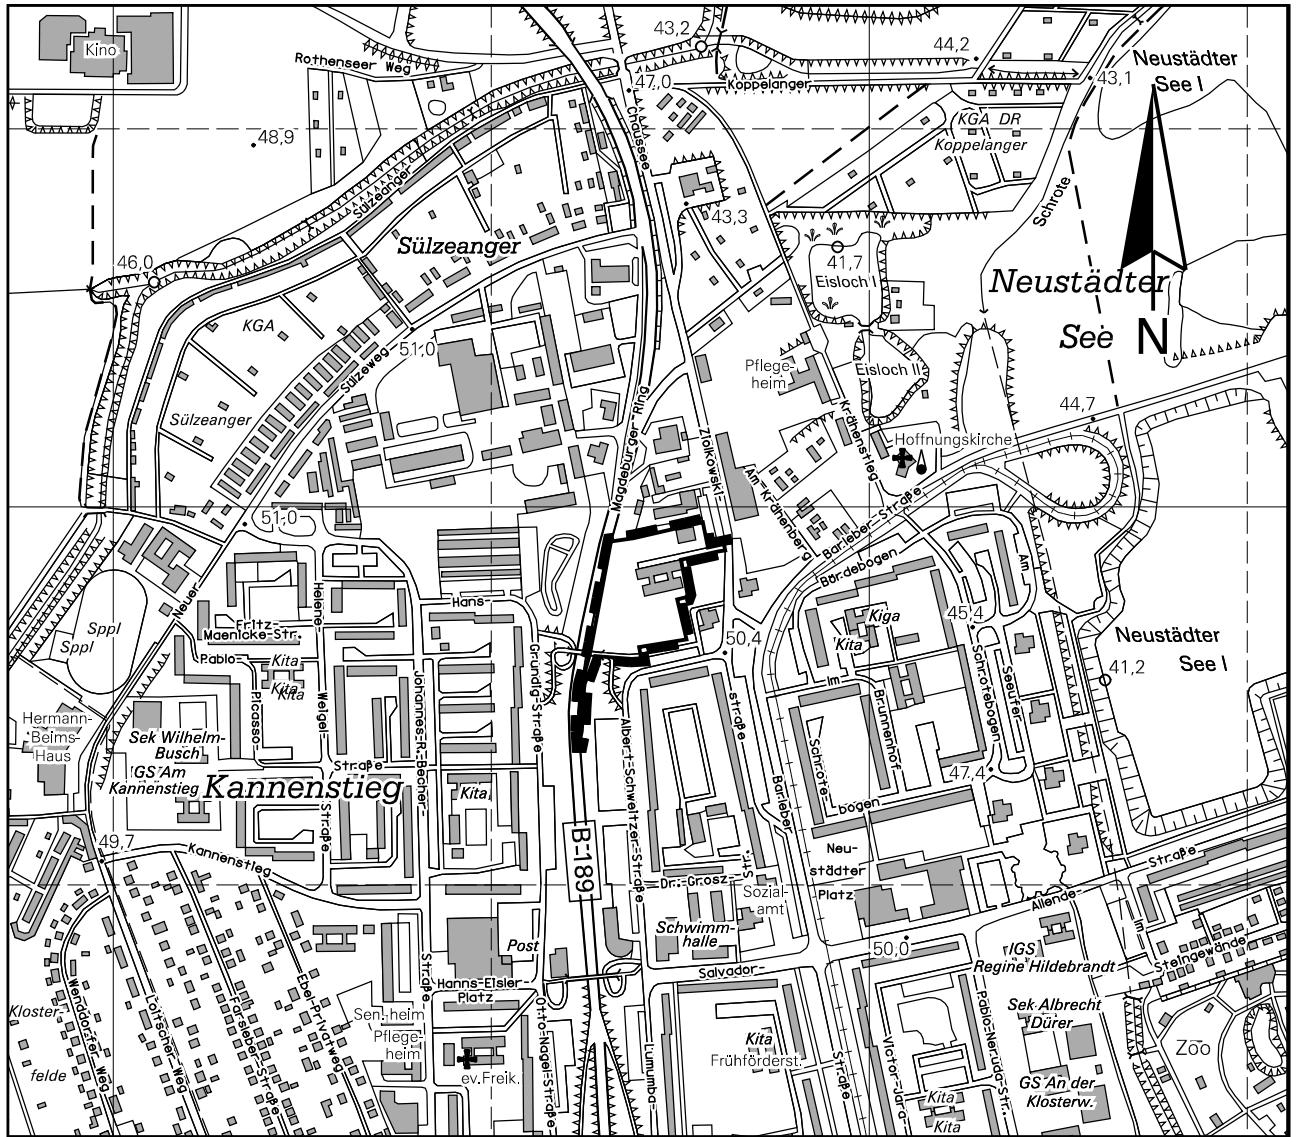 Kino
Rothenseer Weg
43,2
44,2
47,0
Koppelanger
43,1
Neustädter
See I
48,9
Chaussee
KGA DR
Koppelanger
Sülzeanger
Schrote
43,3
Sülzeanger
46,0
41,7
Eisloch I
Neustädter
See
N
KGA
51,0
Sülzeweg
Pflege-
heim
Eisloch II
Sülzeanger
Magdeburger-Ring
Ziolkowski-
Krähenstieg
44,7
Hoffnungskirche
Am-Krähenberg
Barleber-Straße
51,0
Bördebogen
Am
Neuer
Helene-
Hans-
Fritz-
Maenicke-Str.
Sppl
Sppl
Kiga
45,4
Kita
Neustädter
See I
Pablo-
Kita
Kita
Kita
50,4
41,2
Grundig-Straße
Schrotebogen
Seeufer
Im
Brunnenhof
Picasso-
Weigel-
Johannes-R.-Becher-
Albert-Schweitzer-Straße
straße
Hermann-
Beims-
Haus
Sek Wilhelm-
Busch
IGS Am
Kannenstieg
Straße
Kannenstieg
Straße
Kita
Schrote-
bogen
Barleber
47,4
B 189
49,7
Kannenstieg
Neu-
städter
Platz
Straße
Dr.-Grosz-
Str.
Sozial-
amt
Allende-
Im
Schwimm-
halle
Post
50,0
Steingewände
IGS
Regine Hildebrandt
Salvador-
Hanns-Eisler-
Platz
Straße
Kloster-
felde
Wenddorfer Weg
Lottscher-Weg
Farsleber-Straße
Ebel-Privatweg
Sen.-heim
Pflege-
heim
ev.Freik.
Otto-Nagel-Straße
Lumumba-
Kita
Frühförderst.
Straße
Victor-Jara-
Pablo-Neruda-Str.
Sek Albrecht
Dürer
GS An der
Klosterw.
Zoo
Kita
Kita